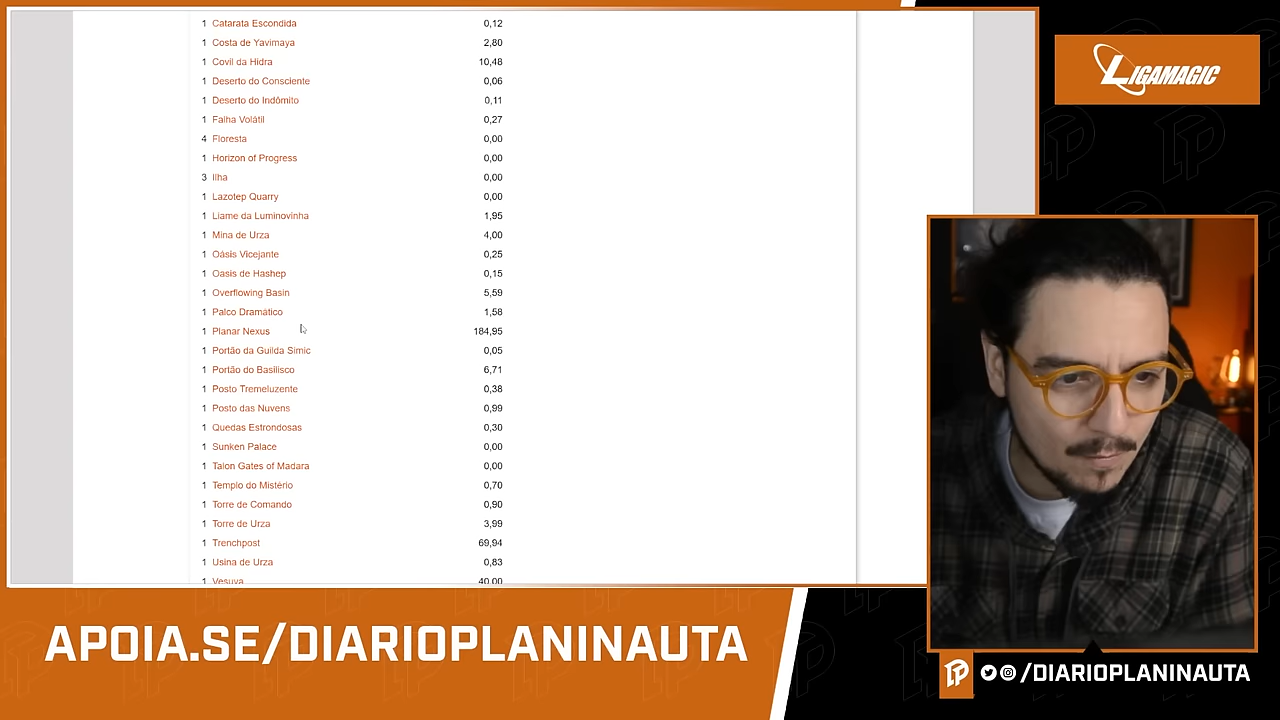 1 Catarata Escondida 0,12
1 Costa de Yavimaya 2,80
1 Covil da Hidra 10,48
1 Deserto do Consciente 0,06
1 Deserto do Indômito 0,11
1 Falha Volátil 0,27
4 Floresta 0,00
1 Horizon of Progress 0,00
3 Ilha 0,00
1 Lazotep Quarry 0,00
1 Liame da Luminovinha 1,95
1 Mina de Urza 4,00
1 Oásis Vicejante 0,25
1 Oasis de Hashep 0,15
1 Overflowing Basin 5,59
1 Palco Dramático 1,58
1 Planar Nexus 184,95
1 Portão da Guilda Simic 0,05
1 Portão do Basilisco 6,71
1 Posto Tremeluzente 0,38
1 Posto das Nuvens 0,99
1 Quedas Estrondosas 0,30
1 Sunken Palace 0,00
1 Talon Gates of Madara 0,00
1 Templo do Mistério 0,70
1 Torre de Comando 0,90
1 Torre de Urza 3,99
1 Trenchpost 69,94
1 Usina de Urza 0,83
1 Vesuva 40,00
LIGAMAGIC
APOIA.SE/DIARIOPLANINAUTA
/DIARIOPLANINAUTA